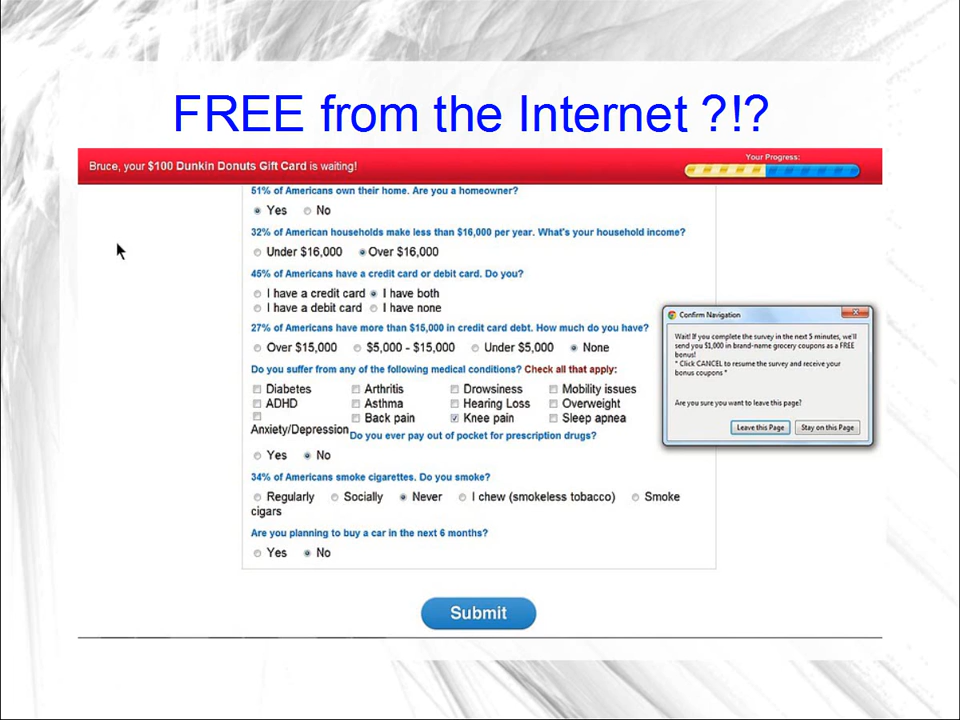 FREE from the Internet ?!?
Bruce, your $100 Dunkin Donuts Gift Card is waiting!
Your Progress:
51% of Americans own their home. Are you a homeowner?
Yes No
32% of American households make less than $16,000 per year. What's your household income?
Under $16,000 Over $16,000
45% of Americans have a credit card or debit card. Do you?
I have a credit card I have both
I have a debit card I have none
27% of Americans have more than $15,000 in credit card debt. How much do you have?
Over $15,000 $5,000 - $15,000 Under $5,000 None
Do you suffer from any of the following medical conditions? Check all that apply:
Diabetes Arthritis Drowsiness Mobility issues
ADHD Asthma Hearing Loss Overweight
Back pain Knee pain Sleep apnea
Anxiety/Depression
Do you ever pay out of pocket for prescription drugs?
Yes No
34% of Americans smoke cigarettes. Do you smoke?
Regularly Socially Never I chew (smokeless tobacco) Smoke
cigars
Are you planning to buy a car in the next 6 months?
Yes No
Submit
Confirm Navigation
Wait! If you complete the survey in the next 5 minutes, we'll
send you $1,000 in brand-name grocery coupons as a FREE
bonus!
* Click CANCEL to resume the survey and receive your
bonus coupons *
Are you sure you want to leave this page?
Leave this Page Stay on this Page